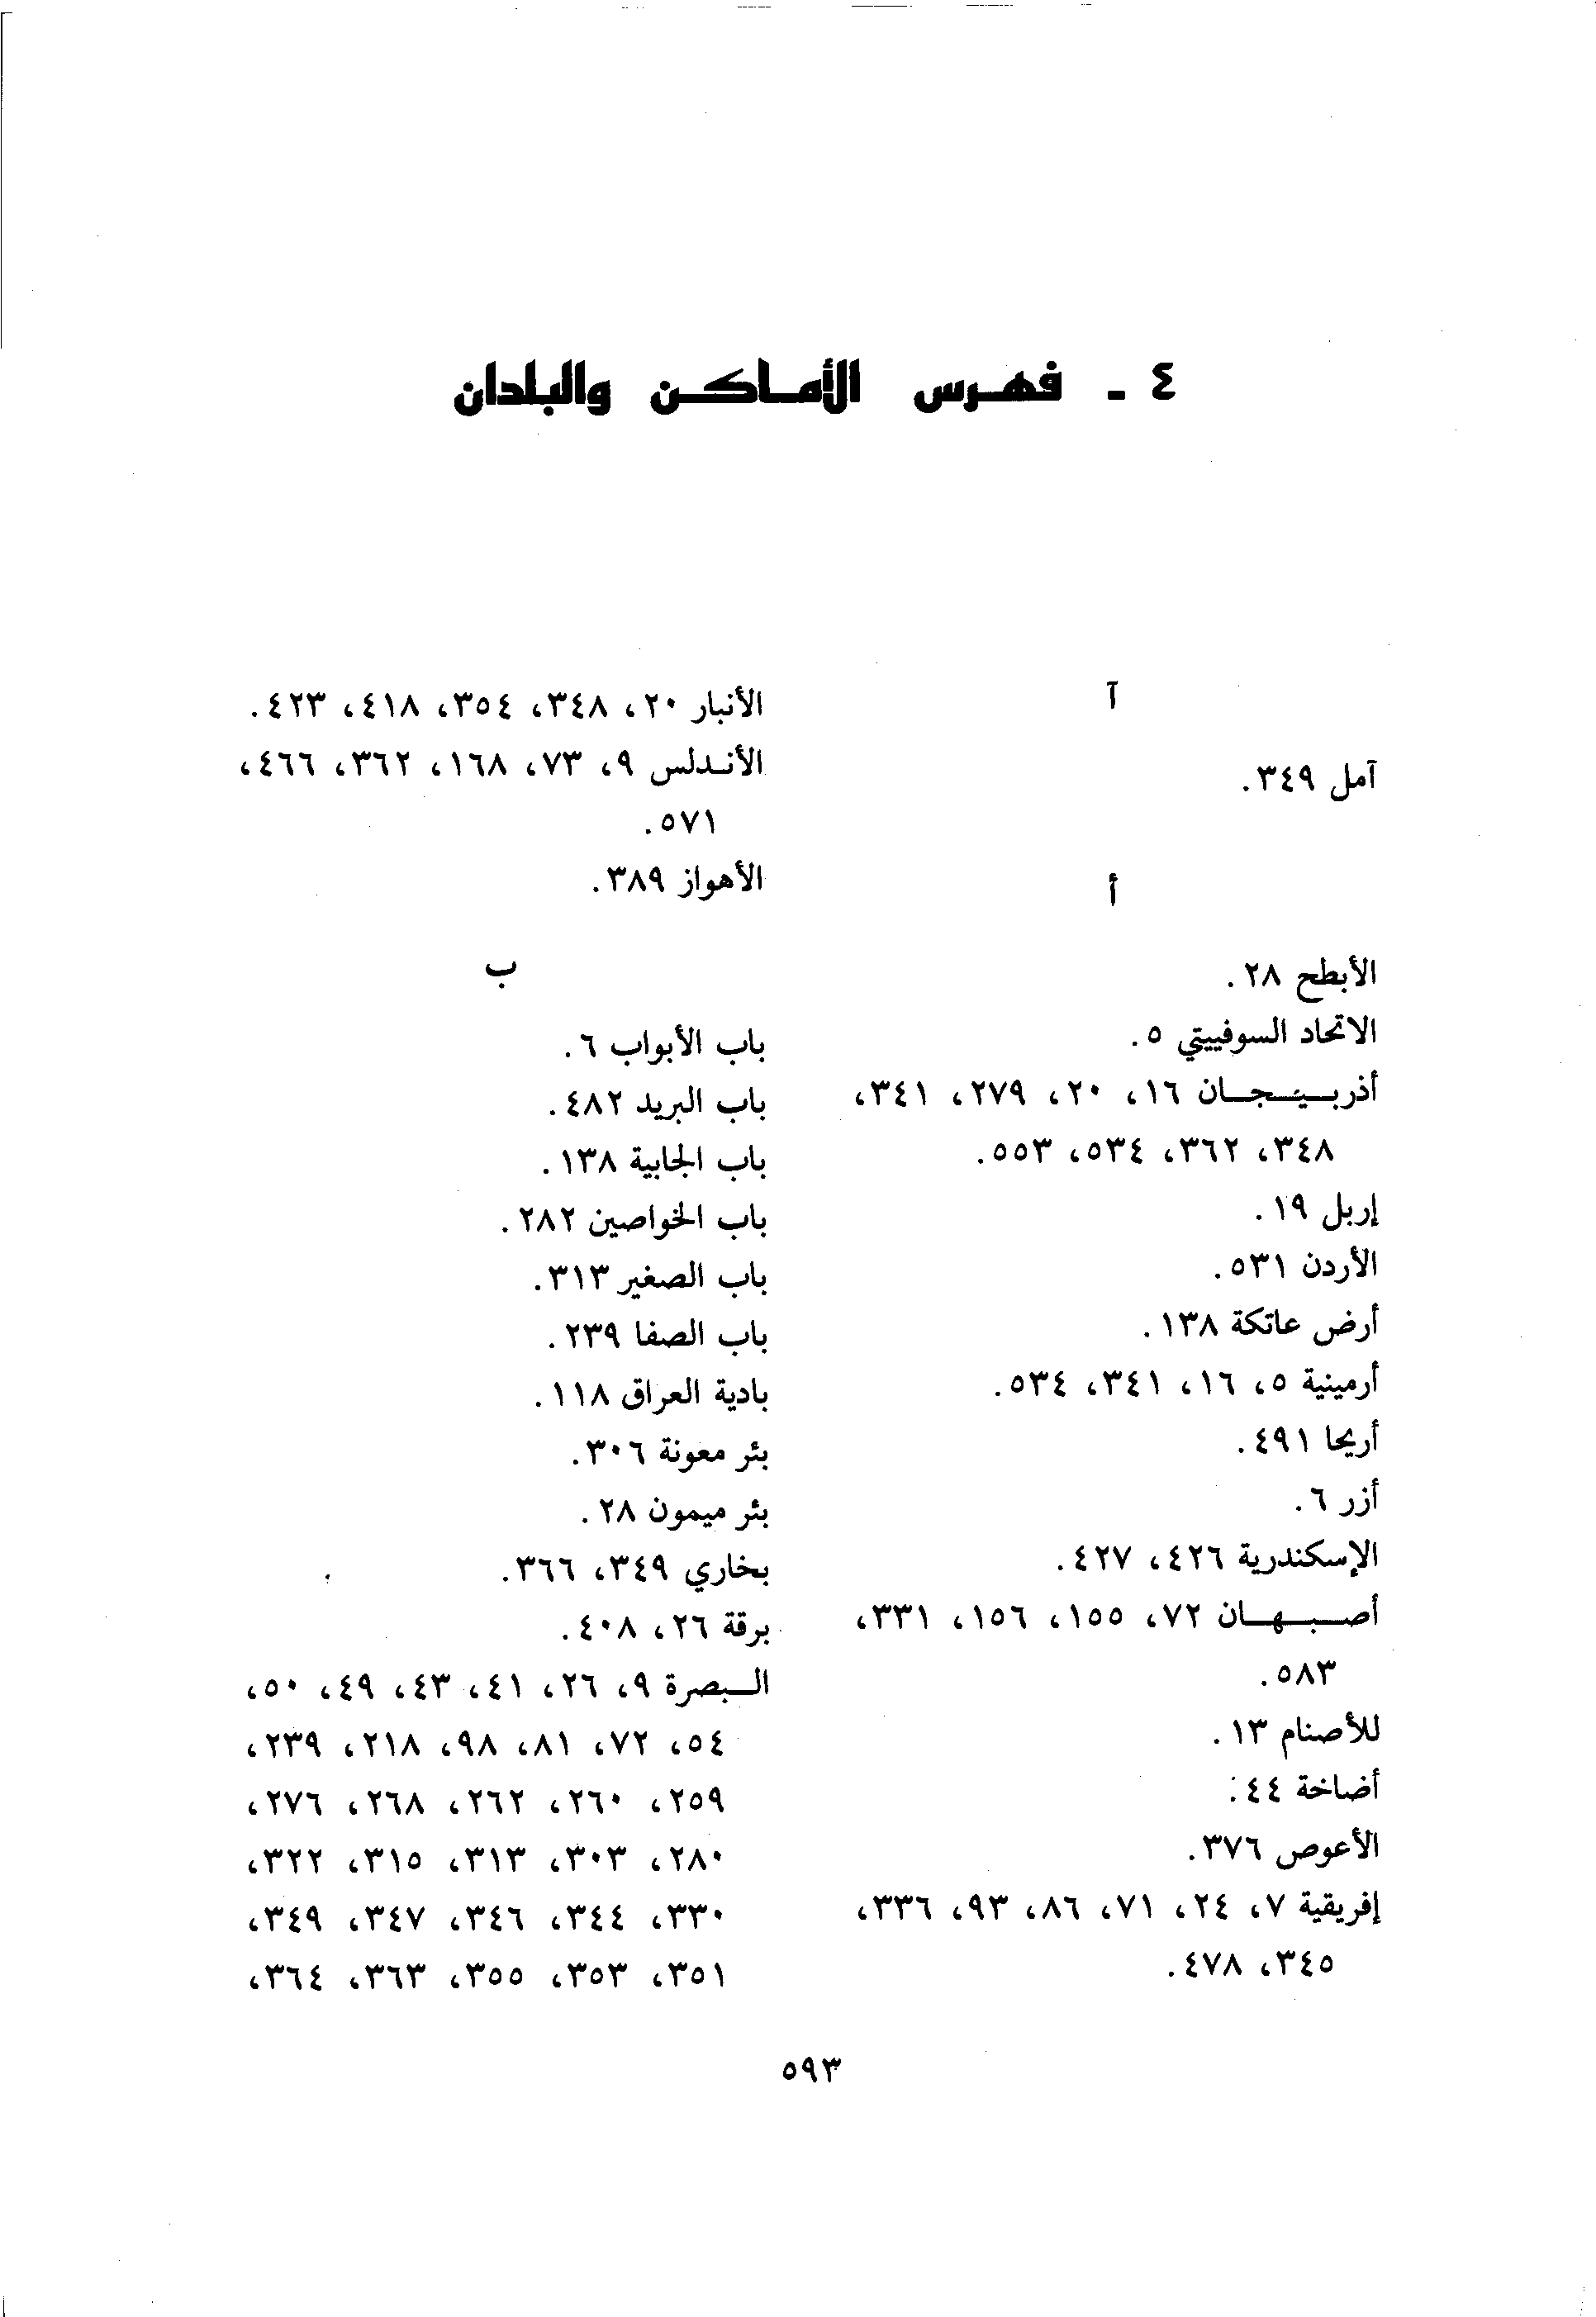 ٤ - فهرس الأماكن والبلدان
آ
آمل ٣٤٩.
أ
الأبطح ٢٨.
الاتحاد السوفييتي ٥.
أذربيجان ١٦، ٢٠، ٢٧٩، ٣٤١،
٣٤٨، ٣٦٢، ٥٣٤، ٥٥٣.
إربل ١٩.
الأردن ٥٣١.
أرض عاتكة ١٣٨.
أرمينية ٥، ١٦، ٣٤١، ٥٣٤.
أريحا ٤٩١.
أزر ٦.
الإسكندرية ٤٢٦، ٤٢٧.
أصبهان ٧٢، ١٥٥، ١٥٦، ٣٣١،
٥٨٣.
للأصنام ١٣.
أضاخة ٤٤.
الأعوص ٣٧٦.
إفريقية ٧، ٢٤، ٧١، ٨٦، ٩٣، ٣٣٦،
٣٤٥، ٤٧٨.
الأنبار ٢٠، ٣٤٨، ٣٥٤، ٤١٨، ٤٢٣.
الأندلس ٩، ٧٣، ١٦٨، ٣٦٢، ٤٦٦،
٥٧١.
الأهواز ٣٨٩.
ب
باب الأبواب ٦.
باب البريد ٤٨٢.
باب الجابية ١٣٨.
باب الخواصين ٢٨٢.
باب الصغير ٣١٣.
باب الصفا ٢٣٩.
بادية العراق ١١٨.
بئر معونة ٣٠٦.
بئر ميمون ٢٨.
بخاري ٣٤٩، ٣٦٦.
برقة ٢٦، ٤٠٨.
البصرة ٩، ٢٦، ٤١، ٤٣، ٤٩، ٥٠،
٥٤، ٧٢، ٨١، ٩٨، ٢١٨، ٢٣٩،
٢٥٩، ٢٦٠، ٢٦٢، ٢٦٨، ٢٧٦،
٢٨٠، ٣٠٣، ٣١٣، ٣١٥، ٣٢٢،
٣٣٠، ٣٤٤، ٣٤٦، ٣٤٧، ٣٤٩،
٣٥١، ٣٥٣، ٣٥٥، ٣٦٣، ٣٦٤،
٥٩٣